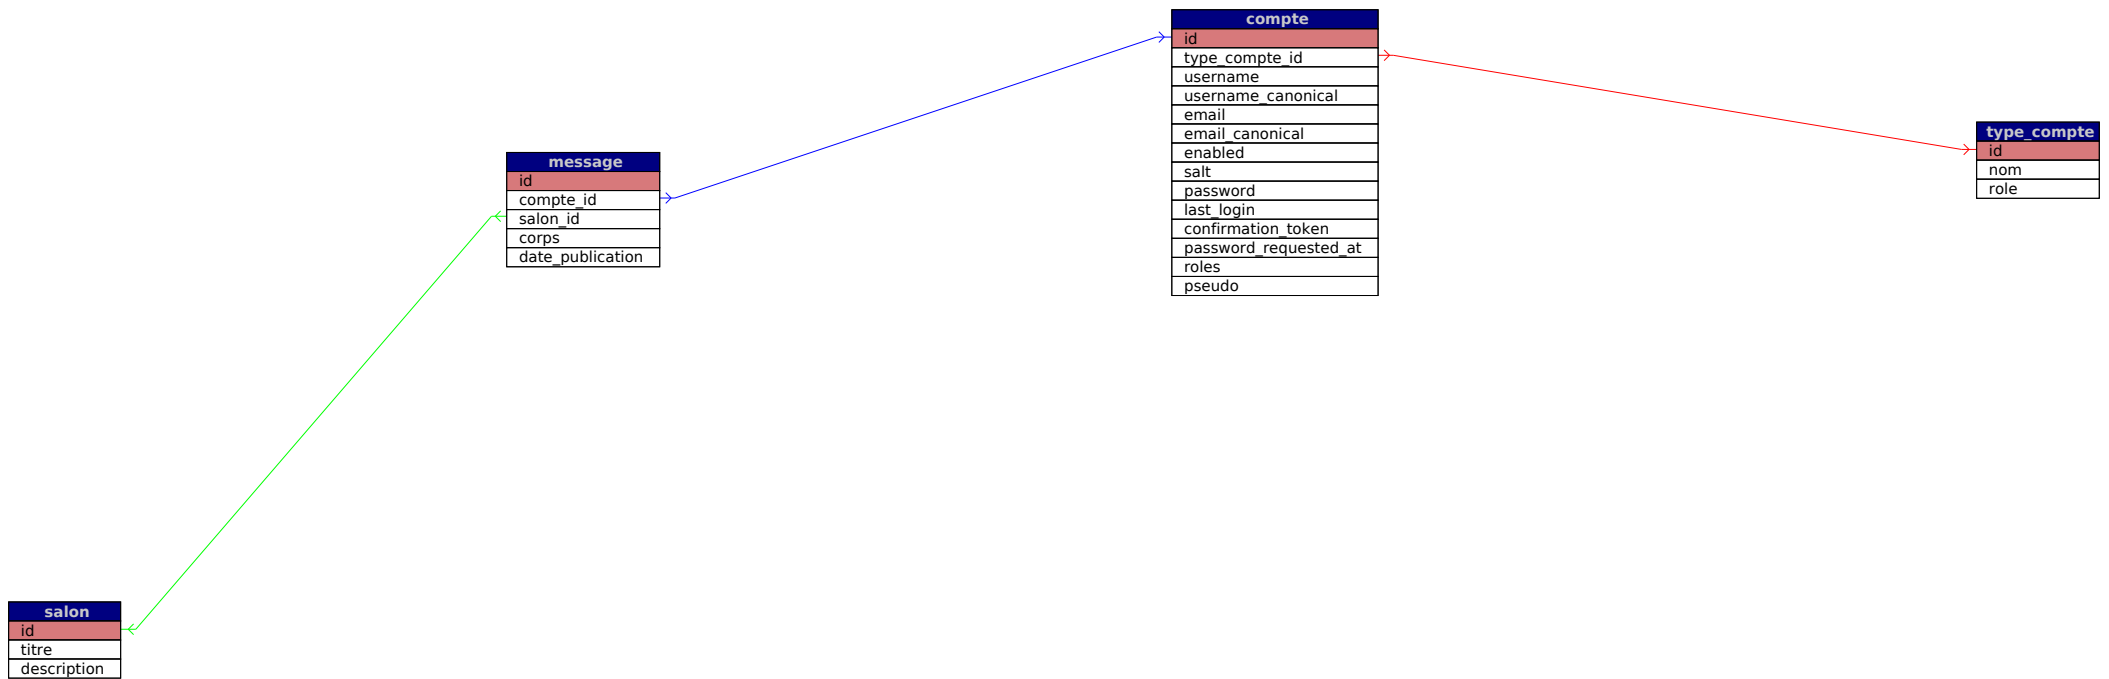 compte
id
type_compte_id
username
username_canonical
email
email_canonical
enabled
salt
password
last_login
confirmation_token
password_requested_at
roles
pseudo
type_compte
id
nom
role
message
id
compte_id
salon_id
corps
date_publication
salon
id
titre
description